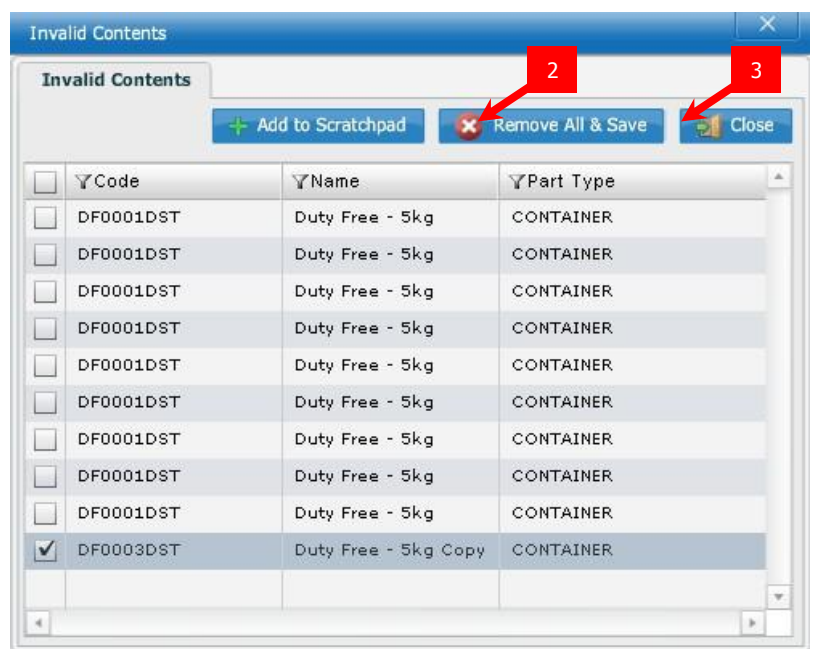 Invalid Contents
2
3
Invalid Contents
Add to Scratchpad Remove All & Save Close
Code Name Part Type
DF0001DST Duty Free - 5kg CONTAINER
DF0001DST Duty Free - 5kg CONTAINER
DF0001DST Duty Free - 5kg CONTAINER
DF0001DST Duty Free - 5kg CONTAINER
DF0001DST Duty Free - 5kg CONTAINER
DF0001DST Duty Free - 5kg CONTAINER
DF0001DST Duty Free - 5kg CONTAINER
DF0001DST Duty Free - 5kg CONTAINER
DF0001DST Duty Free - 5kg CONTAINER
DF0003DST Duty Free - 5kg Copy CONTAINER